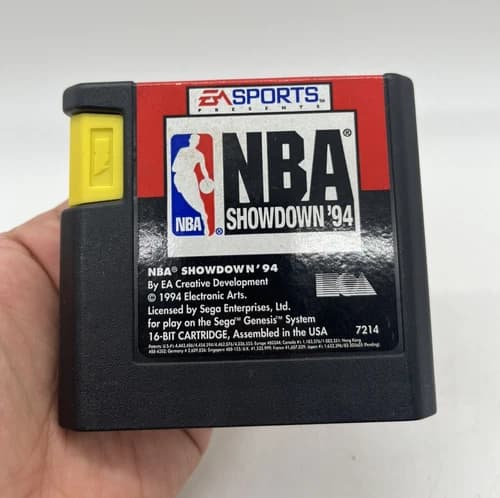 EA SPORTS™
PRESENTS
NBA®
SHOWDOWN '94
NBA ®
NBA® SHOWDOWN '94
By EA Creative Development
© 1994 Electronic Arts.
Licensed by Sega Enterprises, Ltd.
for play on the Sega™ Genesis™ System
16-BIT CARTRIDGE, Assembled in the USA 7214